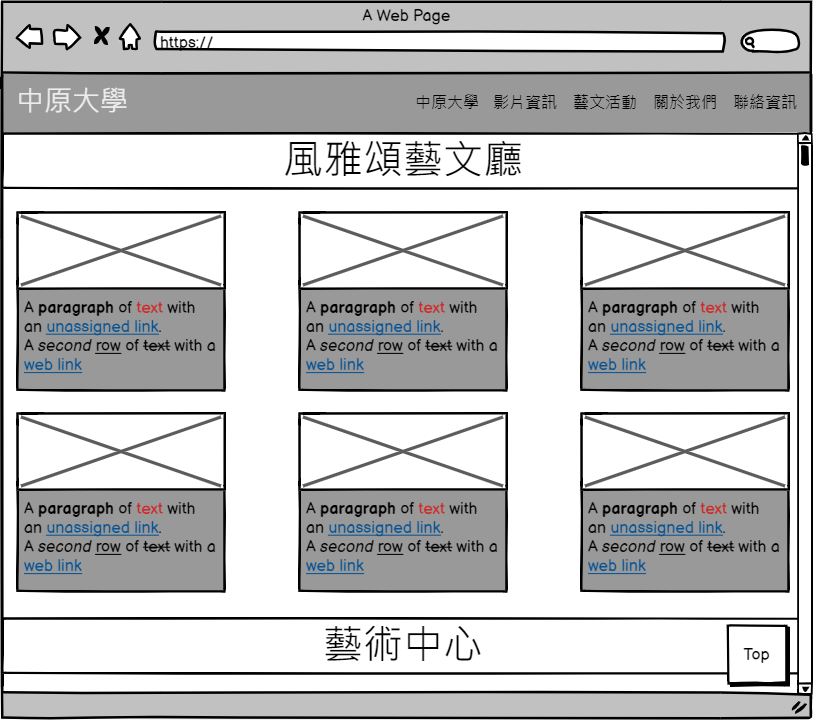 A Web Page
https://
中原大學
中原大學 影片資訊 藝文活動 關於我們 聯絡資訊
風雅頌藝文廳
A paragraph of text with
an unassigned link.
A second row of text with a
web link
A paragraph of text with
an unassigned link.
A second row of text with a
web link
A paragraph of text with
an unassigned link.
A second row of text with a
web link
A paragraph of text with
an unassigned link.
A second row of text with a
web link
A paragraph of text with
an unassigned link.
A second row of text with a
web link
A paragraph of text with
an unassigned link.
A second row of text with a
web link
藝術中心
Top